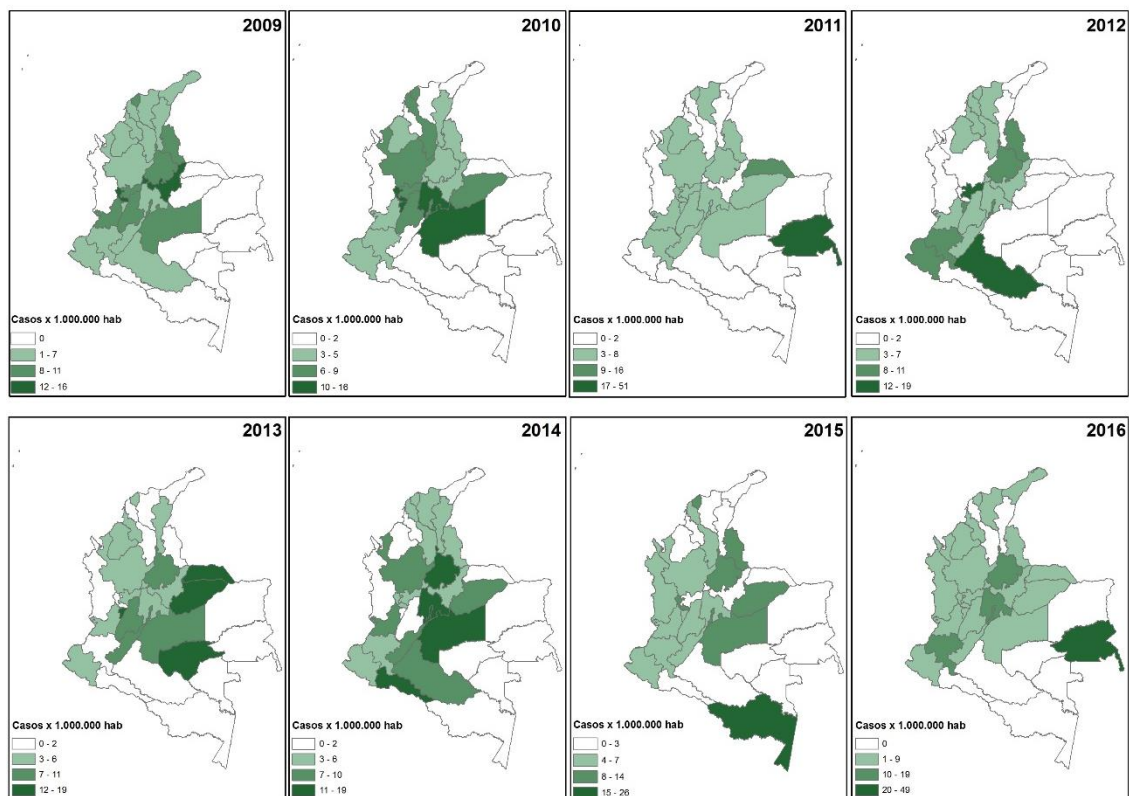 2009
Casos x 1.000.000 hab
0
1 - 7
8 - 11
12 - 16
2010
Casos x 1.000.000 hab
0 - 2
3 - 5
6 - 9
10 - 16
2011
Casos x 1.000.000 hab
0 - 2
3 - 8
9 - 16
17 - 51
2012
Casos x 1.000.000 hab
0 - 2
3 - 7
8 - 11
12 - 19
2013
Casos x 1.000.000 hab
0 - 2
3 - 6
7 - 11
12 - 19
2014
Casos x 1.000.000 hab
0 - 2
3 - 6
7 - 10
11 - 19
2015
Casos x 1.000.000 hab
0 - 3
4 - 7
8 - 14
15 - 26
2016
Casos x 1.000.000 hab
0
1 - 9
10 - 19
20 - 49